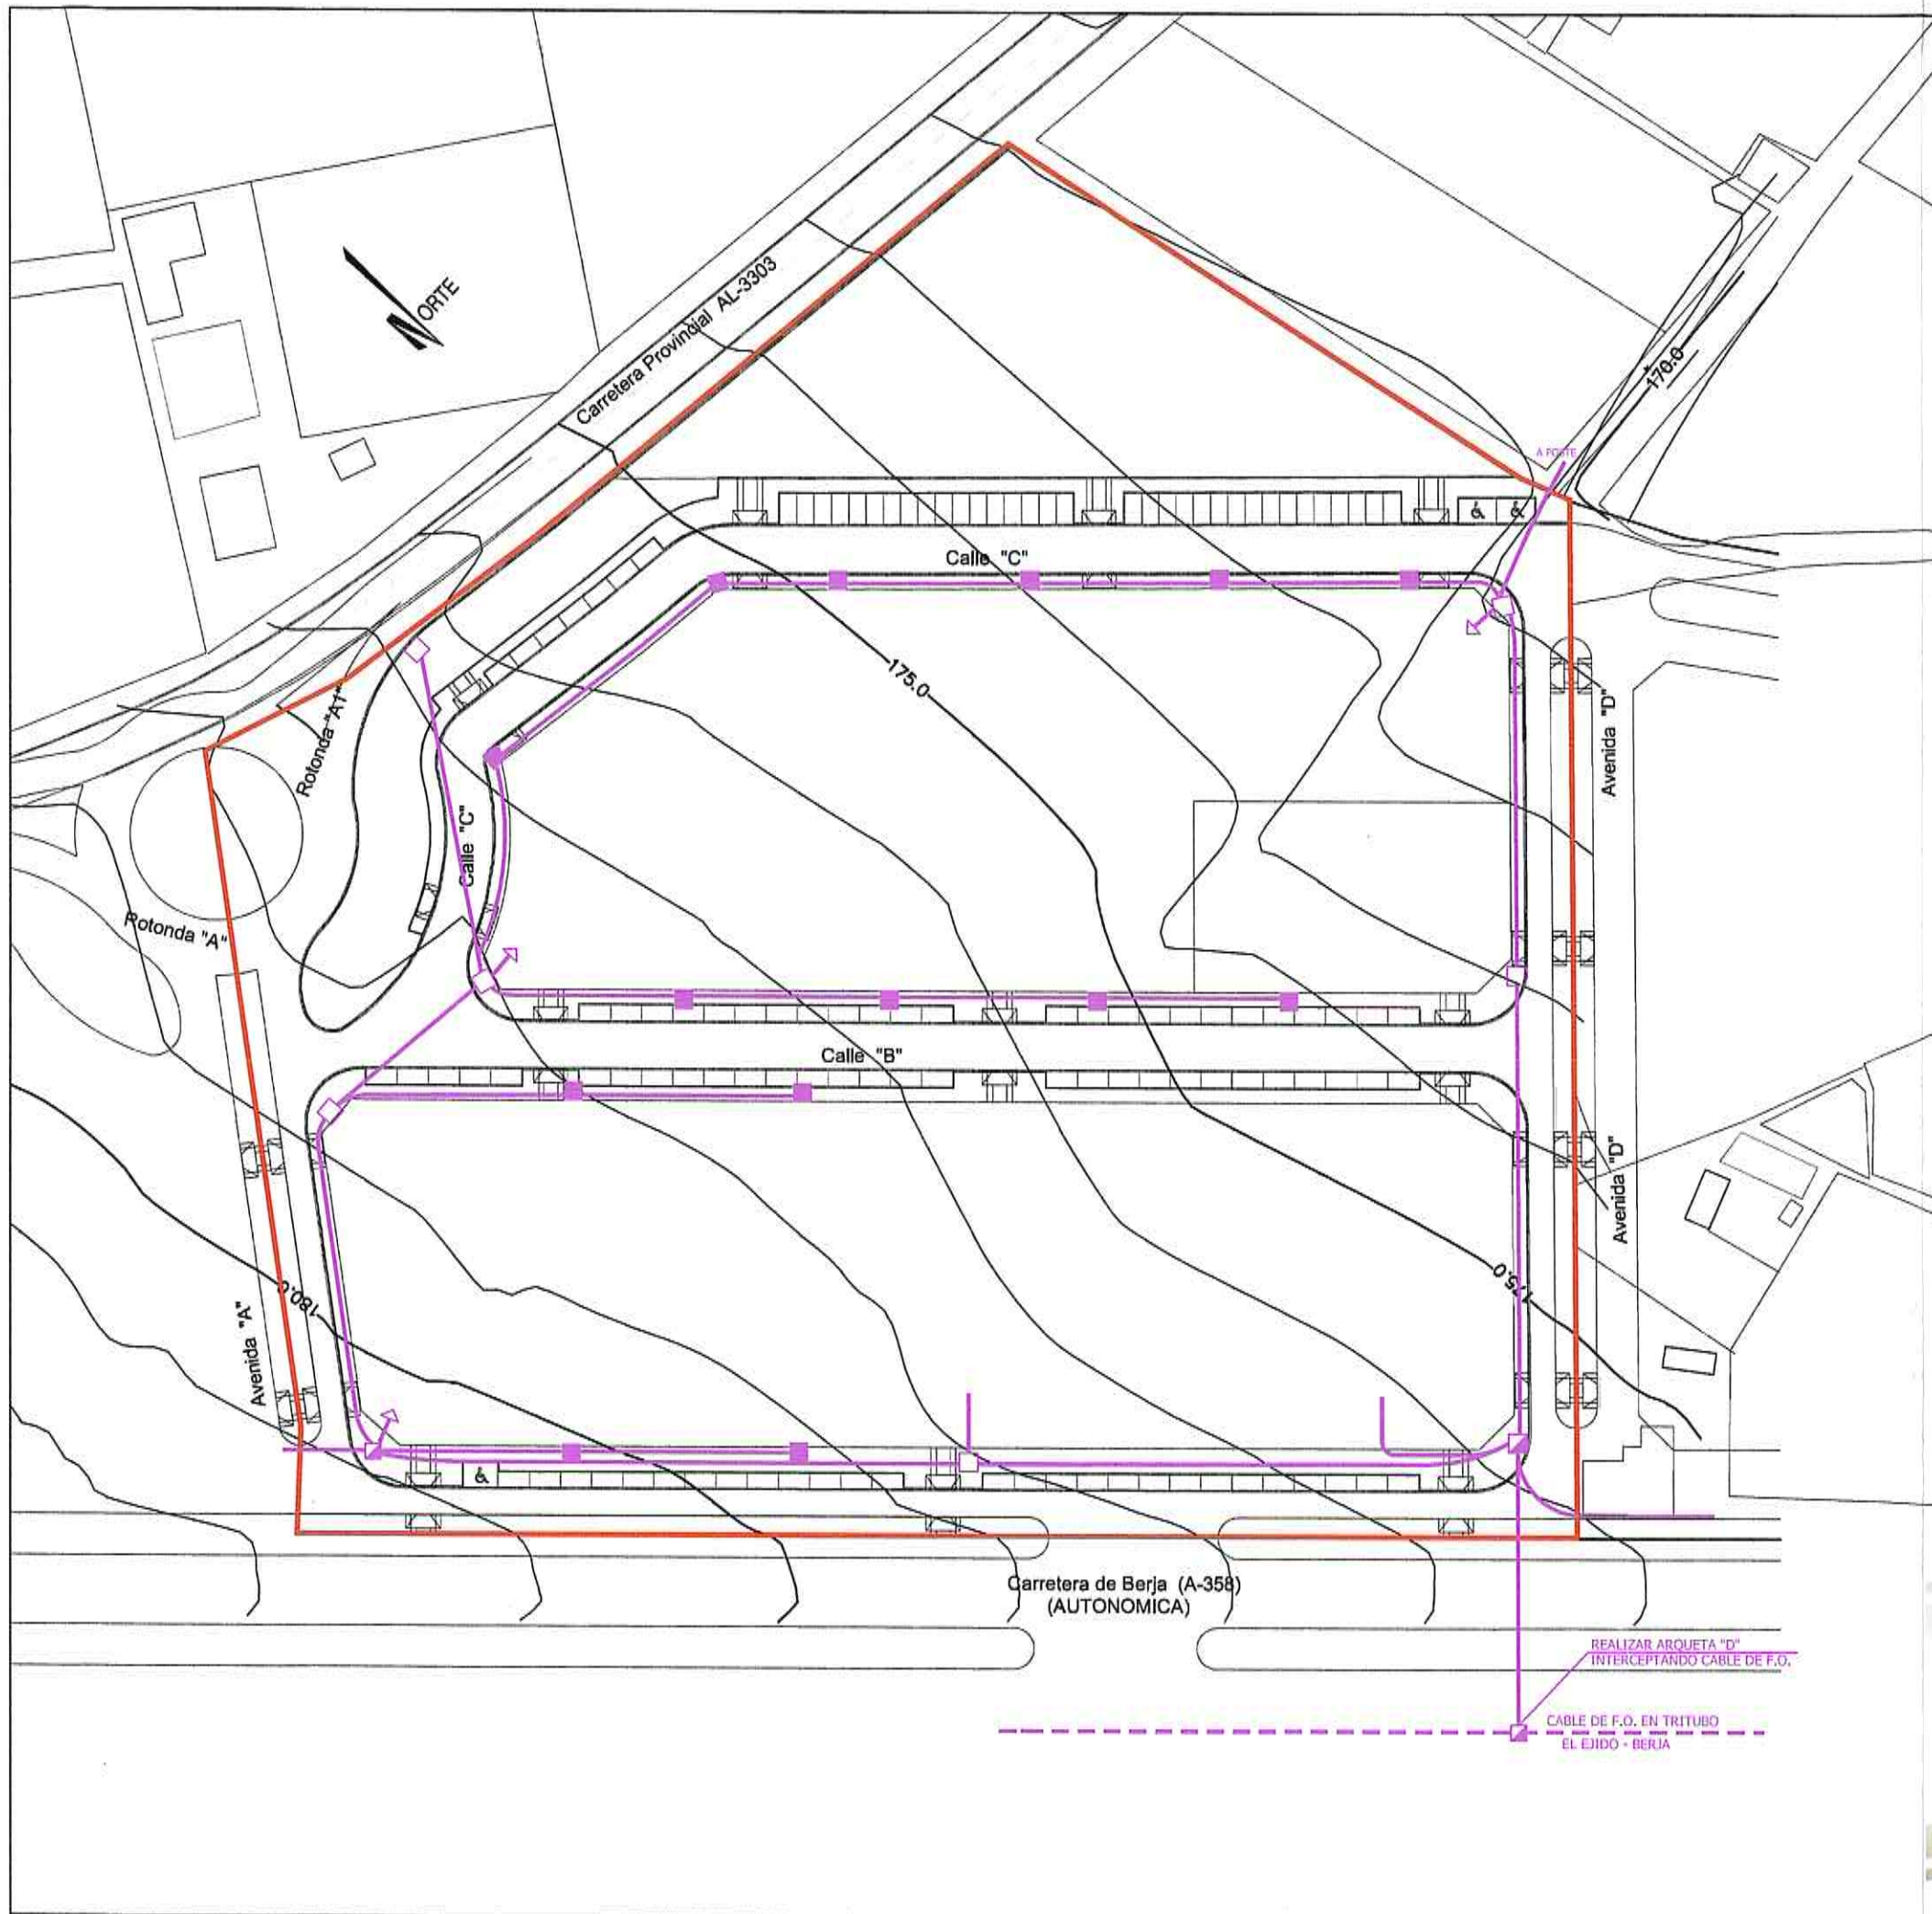 NORTE
Carretera Provincial AL-3303
170.0
A POSTE
Calle "C"
175.0
Rotonda "A1"
Avenida "D"
Calle "C"
Rotonda "A"
Calle "B"
Avenida "D"
175.0
180.0
Avenida "A"
Carretera de Berja (A-358)
(AUTONOMICA)
REALIZAR ARQUETA "D"
INTERCEPTANDO CABLE DE F.O.
CABLE DE F.O. EN TRITUBO
EL EJIDO - BERJA